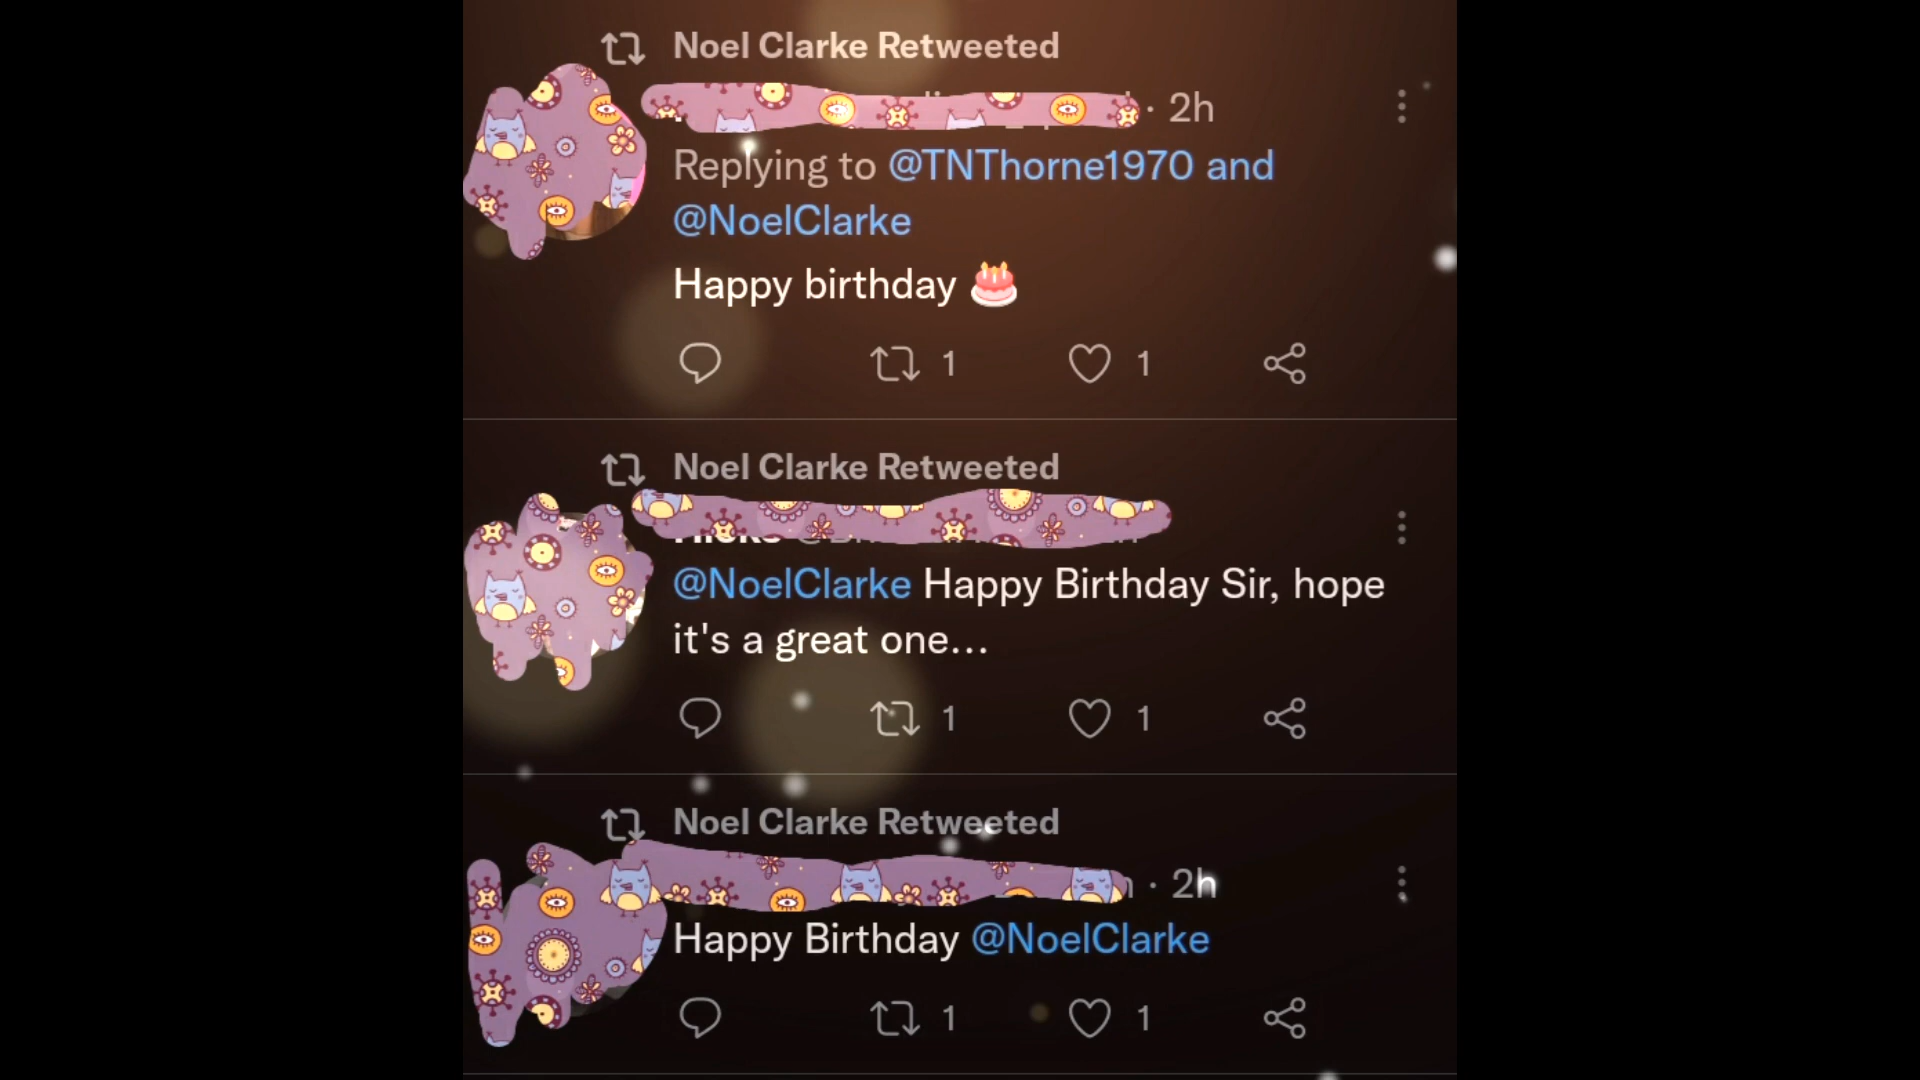 Noel Clarke Retweeted
· 2h
Replying to @TNThorne1970 and
@NoelClarke
Happy birthday 🎂
1 1
Noel Clarke Retweeted
@NoelClarke Happy Birthday Sir, hope
it's a great one...
1 1
Noel Clarke Retweeted
· 2h
Happy Birthday @NoelClarke
1 1